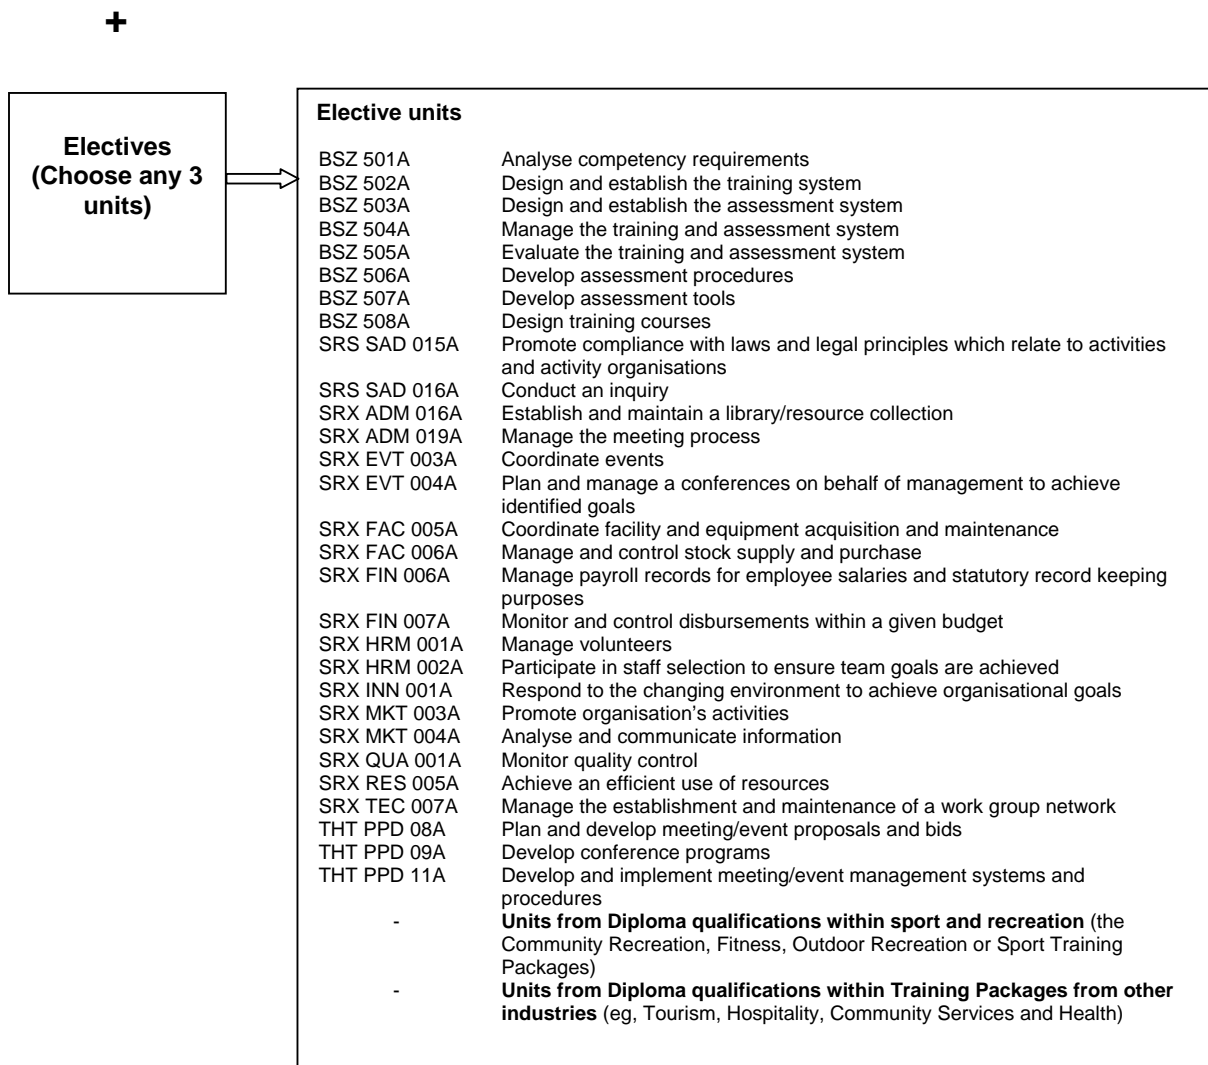 +
Electives
(Choose any 3
units)
Elective units
BSZ 501A Analyse competency requirements
BSZ 502A Design and establish the training system
BSZ 503A Design and establish the assessment system
BSZ 504A Manage the training and assessment system
BSZ 505A Evaluate the training and assessment system
BSZ 506A Develop assessment procedures
BSZ 507A Develop assessment tools
BSZ 508A Design training courses
SRS SAD 015A Promote compliance with laws and legal principles which relate to activities
and activity organisations
SRS SAD 016A Conduct an inquiry
SRX ADM 016A Establish and maintain a library/resource collection
SRX ADM 019A Manage the meeting process
SRX EVT 003A Coordinate events
SRX EVT 004A Plan and manage a conferences on behalf of management to achieve
identified goals
SRX FAC 005A Coordinate facility and equipment acquisition and maintenance
SRX FAC 006A Manage and control stock supply and purchase
SRX FIN 006A Manage payroll records for employee salaries and statutory record keeping
purposes
SRX FIN 007A Monitor and control disbursements within a given budget
SRX HRM 001A Manage volunteers
SRX HRM 002A Participate in staff selection to ensure team goals are achieved
SRX INN 001A Respond to the changing environment to achieve organisational goals
SRX MKT 003A Promote organisation's activities
SRX MKT 004A Analyse and communicate information
SRX QUA 001A Monitor quality control
SRX RES 005A Achieve an efficient use of resources
SRX TEC 007A Manage the establishment and maintenance of a work group network
THT PPD 08A Plan and develop meeting/event proposals and bids
THT PPD 09A Develop conference programs
THT PPD 11A Develop and implement meeting/event management systems and
procedures
- Units from Diploma qualifications within sport and recreation (the
Community Recreation, Fitness, Outdoor Recreation or Sport Training
Packages)
- Units from Diploma qualifications within Training Packages from other
industries (eg, Tourism, Hospitality, Community Services and Health)